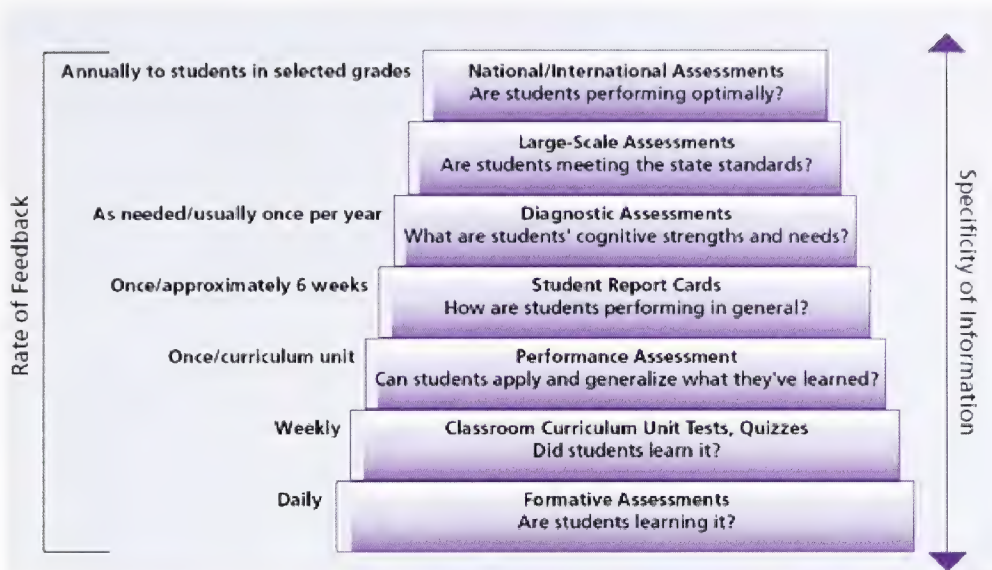 Annually to students in selected grades
National/International Assessments
Are students performing optimally?
Large-Scale Assessments
Are students meeting the state standards?
As needed/usually once per year
Diagnostic Assessments
What are students' cognitive strengths and needs?
Once/approximately 6 weeks
Student Report Cards
How are students performing in general?
Once/curriculum unit
Performance Assessment
Can students apply and generalize what they've learned?
Weekly
Classroom Curriculum Unit Tests, Quizzes
Did students learn it?
Daily
Formative Assessments
Are students learning it?
Rate of Feedback
Specificity of Information